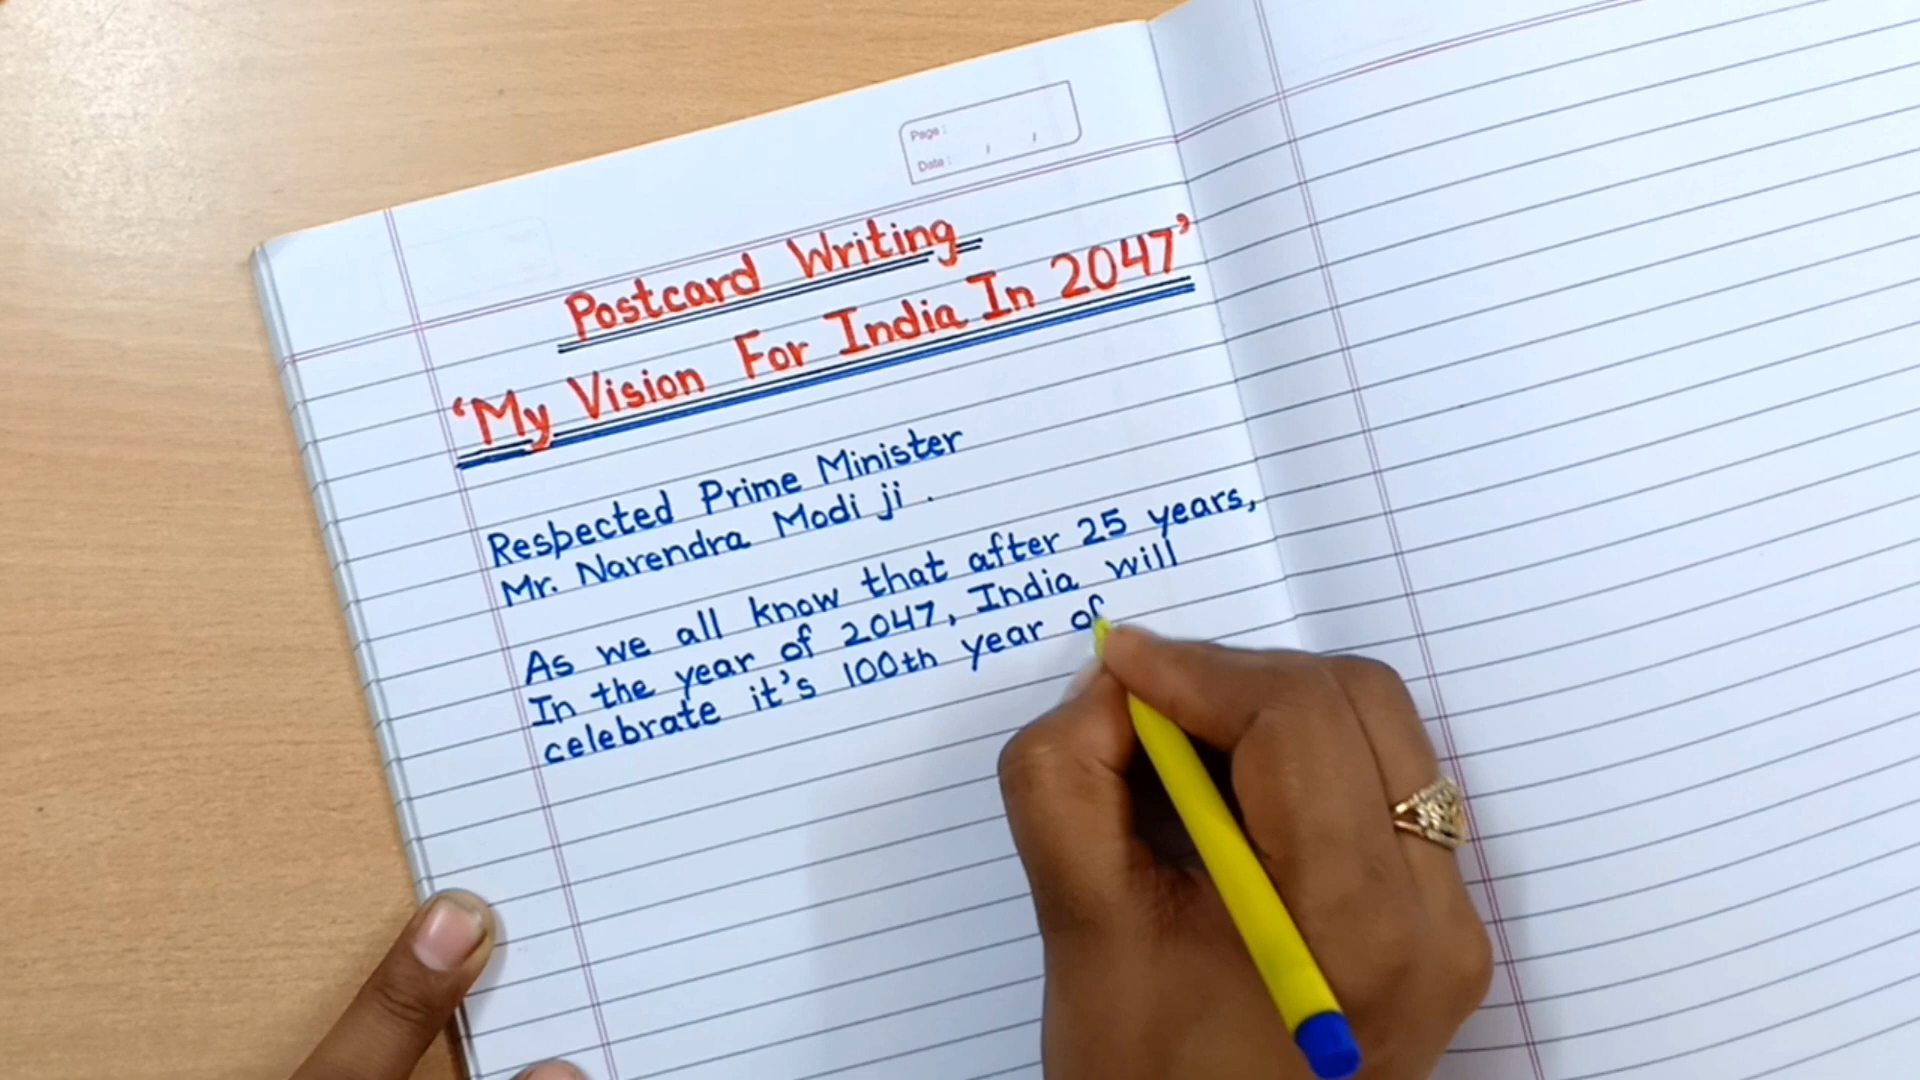 Page :
Date :
Postcard Writing
'My Vision For India In 2047'
Respected Prime Minister
Mr. Narendra Modi ji .
As we all know that after 25 years,
In the year of 2047, India will
celebrate it's 100th year of